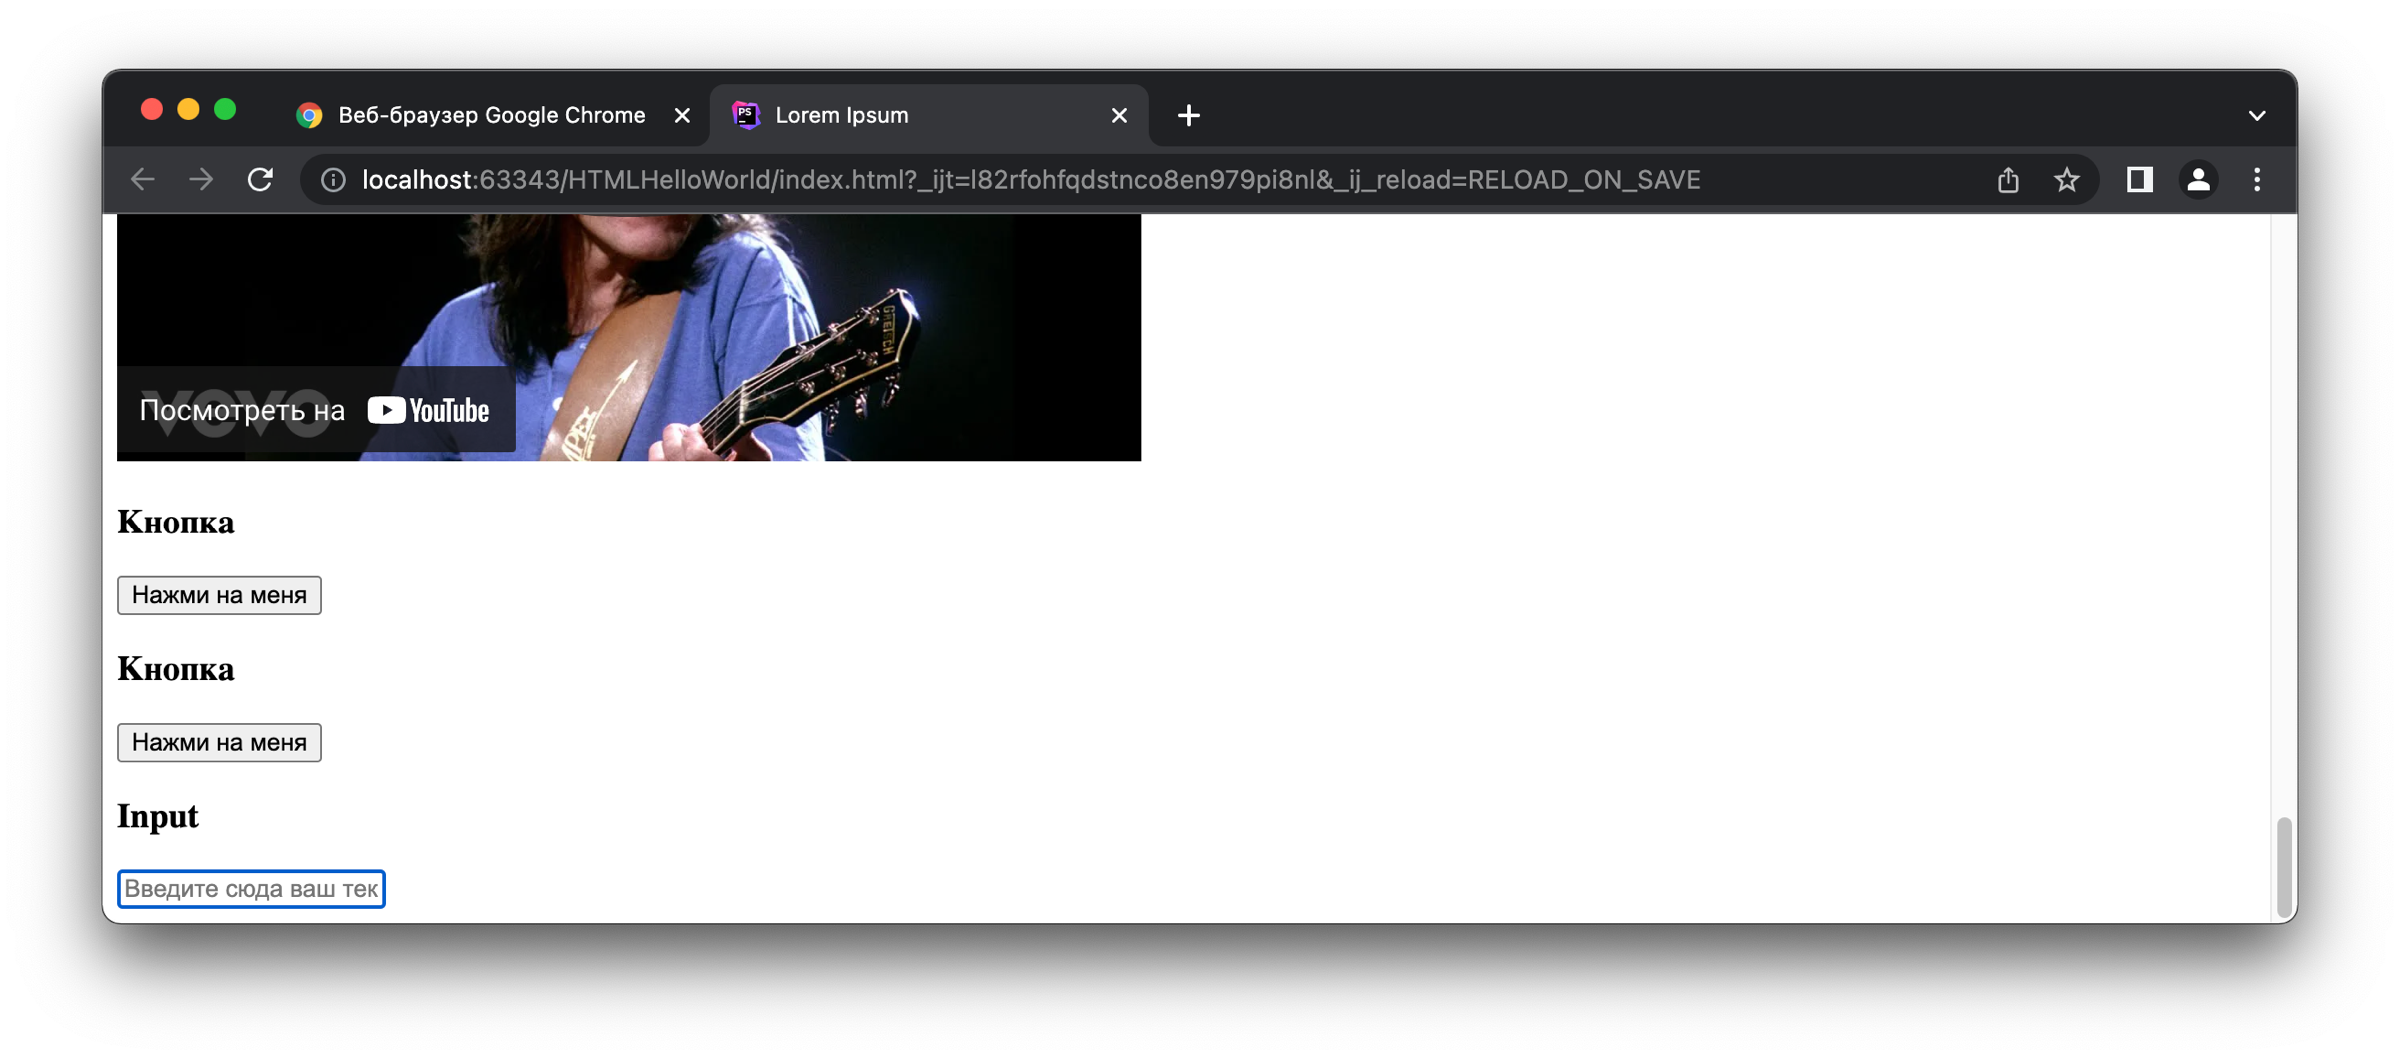 Веб-браузер Google Chrome
Lorem Ipsum
localhost:63343/HTMLHelloWorld/index.html?_ijt=l82rfohfqdstnco8en979pi8nl&_ij_reload=RELOAD_ON_SAVE
GRETSCH
vevo
Посмотреть на YouTube
Кнопка
Нажми на меня
Кнопка
Нажми на меня
Input
Введите сюда ваш тек